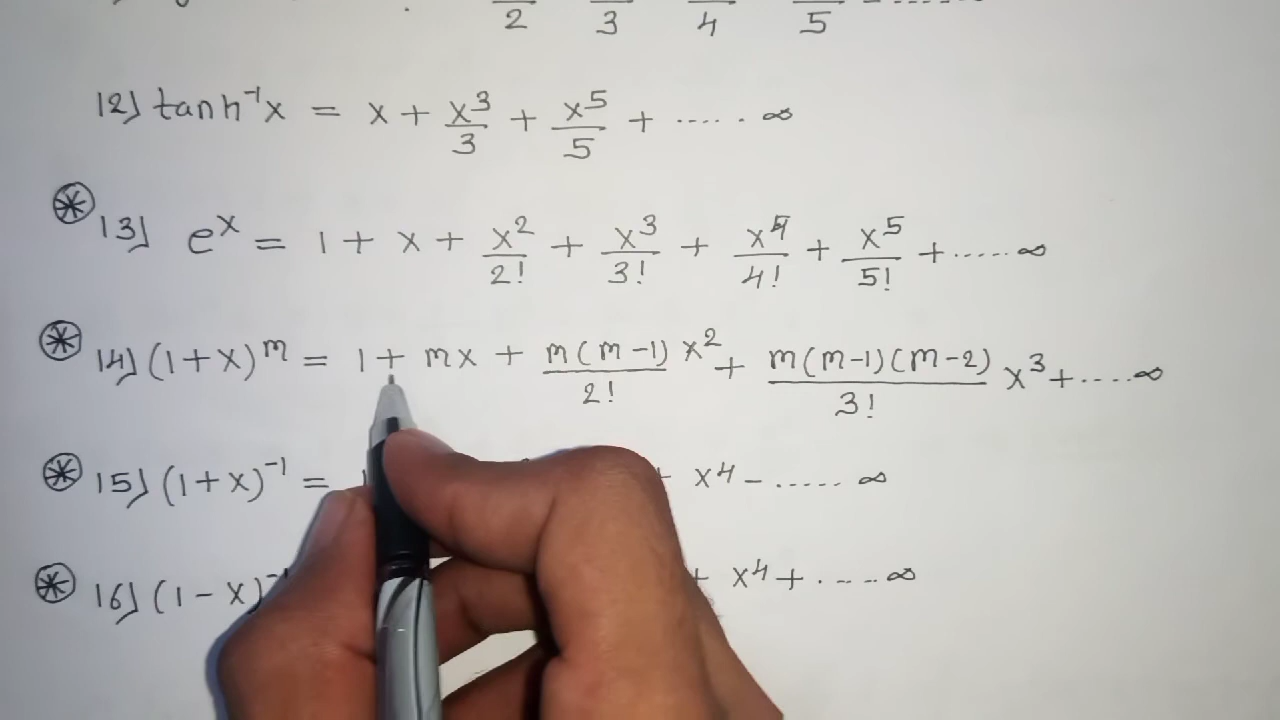 2 3 4 5 ------
12) tanh⁻¹x = x + x³/3 + x⁵/5 + ...... ∞
13) eˣ = 1 + x + x²/2! + x³/3! + x⁴/4! + x⁵/5! + ..... ∞
14) (1+x)ᵐ = 1 + mx + m(m-1)/2! x² + m(m-1)(m-2)/3! x³ + .... ∞
15) (1+x)⁻¹ = x⁴ - ..... ∞
16) (1-x)⁻¹ + x⁴ + .... ∞